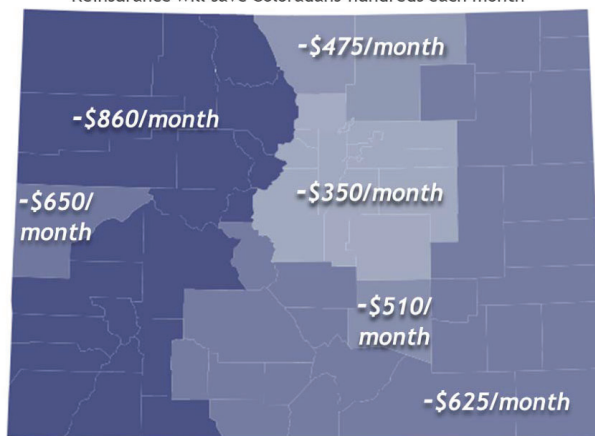 Reinsurance will save Coloradans hundreds each month
-$475/month
-$860/month
-$650/
month
-$350/month
-$510/
month
-$625/month